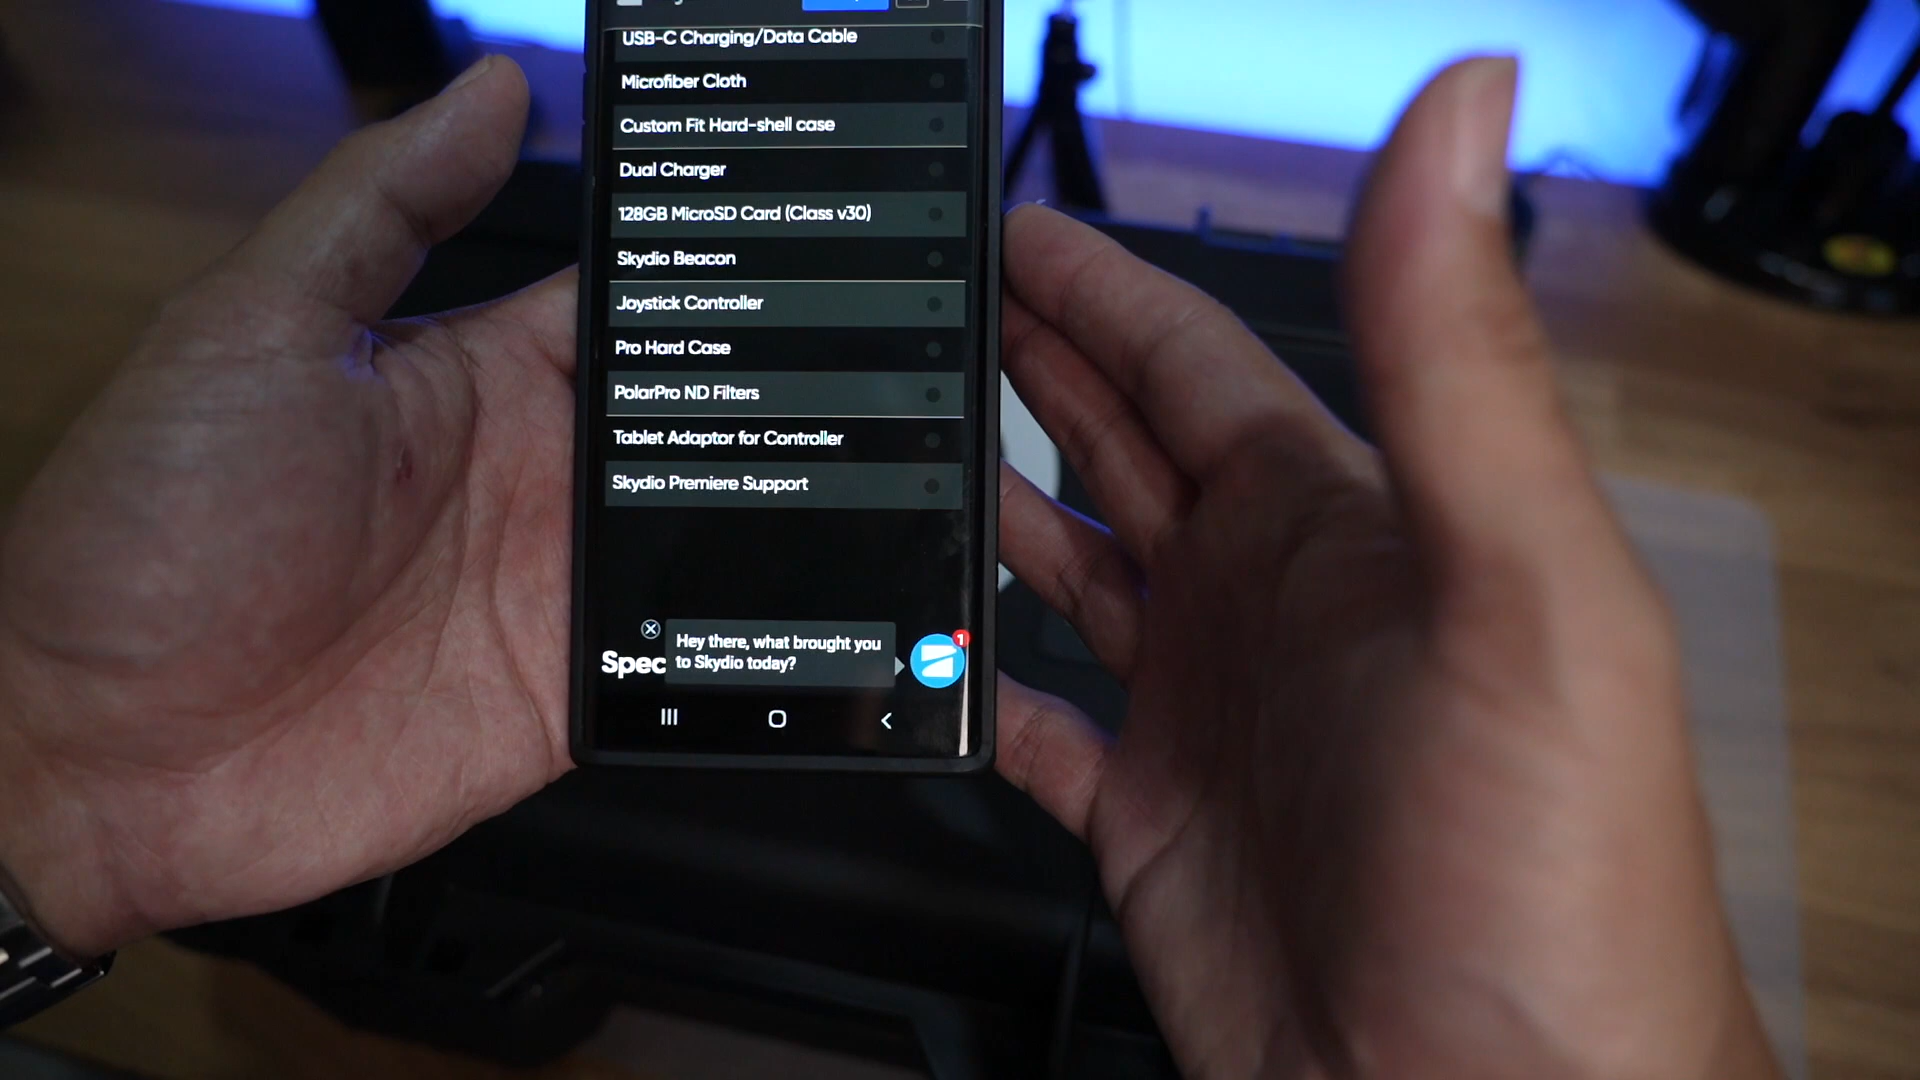 USB-C Charging/Data Cable
Microfiber Cloth
Custom Fit Hard-shell case
Dual Charger
128GB MicroSD Card (Class v30)
Skydio Beacon
Joystick Controller
Pro Hard Case
PolarPro ND Filters
Tablet Adaptor for Controller
Skydio Premiere Support
Hey there, what brought you
to Skydio today?
1
Spec